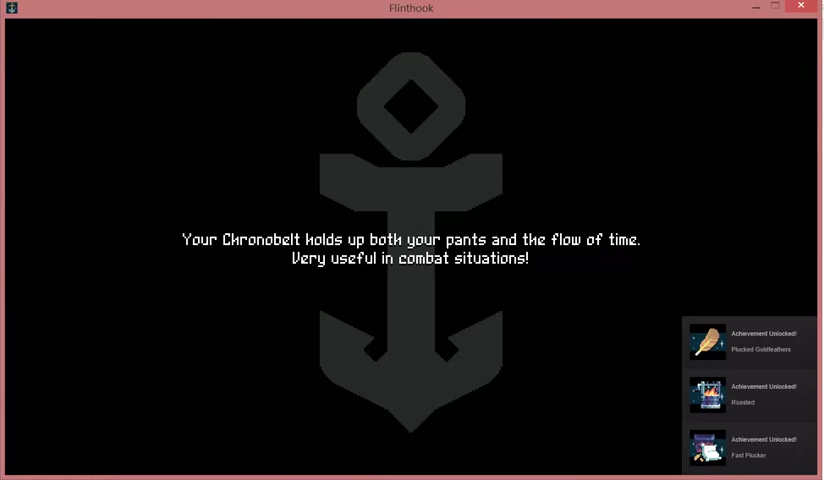 Flinthook
Your Chronobelt holds up both your pants and the flow of time.
Very useful in combat situations!
Achievement Unlocked!
Plucked Goldfeathers
Achievement Unlocked!
Roasted
Achievement Unlocked!
Fast Plucker